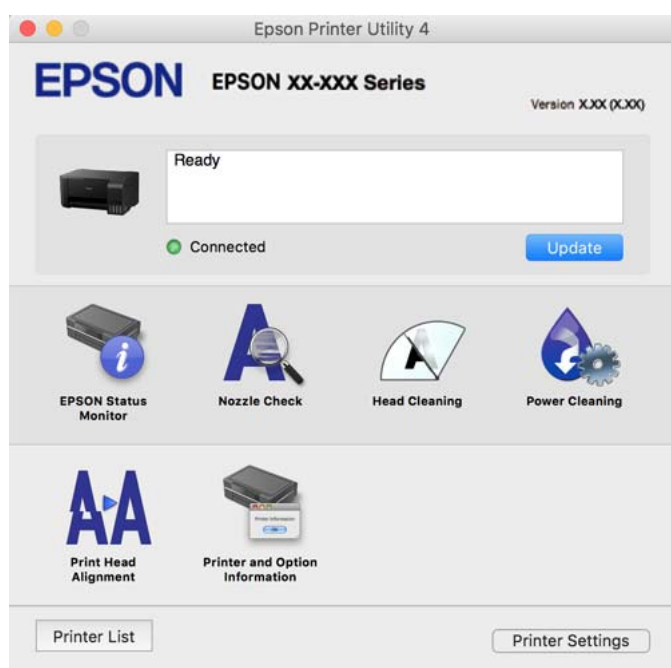 Epson Printer Utility 4
EPSON
EPSON XX-XXX Series
Version X.XX (X.XX)
Ready
Connected
Update
EPSON Status
Monitor
Nozzle Check
Head Cleaning
Power Cleaning
Print Head
Alignment
Printer and Option
Information
Printer List
Printer Settings